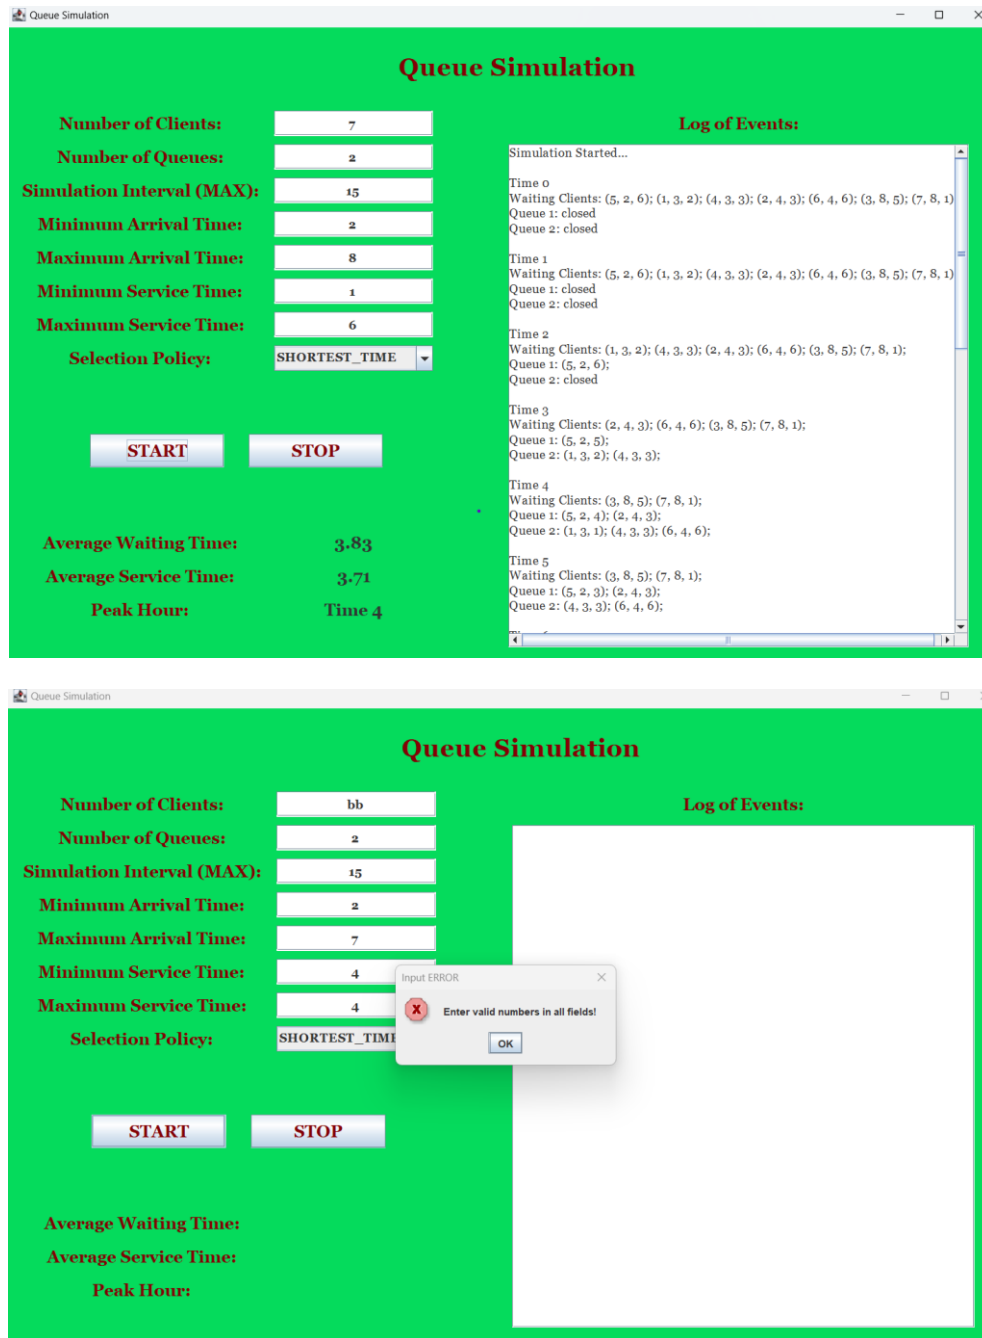 Queue Simulation
Queue Simulation
Number of Clients: 7
Number of Queues: 2
Simulation Interval (MAX): 15
Minimum Arrival Time: 2
Maximum Arrival Time: 8
Minimum Service Time: 1
Maximum Service Time: 6
Selection Policy: SHORTEST_TIME
START STOP
Average Waiting Time: 3.83
Average Service Time: 3.71
Peak Hour: Time 4
Log of Events:
Simulation Started...
Time 0
Waiting Clients: (5, 2, 6); (1, 3, 2); (4, 3, 3); (2, 4, 3); (6, 4, 6); (3, 8, 5); (7, 8, 1)
Queue 1: closed
Queue 2: closed
Time 1
Waiting Clients: (5, 2, 6); (1, 3, 2); (4, 3, 3); (2, 4, 3); (6, 4, 6); (3, 8, 5); (7, 8, 1)
Queue 1: closed
Queue 2: closed
Time 2
Waiting Clients: (1, 3, 2); (4, 3, 3); (2, 4, 3); (6, 4, 6); (3, 8, 5); (7, 8, 1);
Queue 1: (5, 2, 6);
Queue 2: closed
Time 3
Waiting Clients: (2, 4, 3); (6, 4, 6); (3, 8, 5); (7, 8, 1);
Queue 1: (5, 2, 5);
Queue 2: (1, 3, 2); (4, 3, 3);
Time 4
Waiting Clients: (3, 8, 5); (7, 8, 1);
Queue 1: (5, 2, 4); (2, 4, 3);
Queue 2: (1, 3, 1); (4, 3, 3); (6, 4, 6);
Time 5
Waiting Clients: (3, 8, 5); (7, 8, 1);
Queue 1: (5, 2, 3); (2, 4, 3);
Queue 2: (4, 3, 3); (6, 4, 6);
Queue Simulation
Queue Simulation
Number of Clients: bb
Number of Queues: 2
Simulation Interval (MAX): 15
Minimum Arrival Time: 2
Maximum Arrival Time: 7
Minimum Service Time: 4
Maximum Service Time: 4
Selection Policy: SHORTEST_TIME
START STOP
Average Waiting Time:
Average Service Time:
Peak Hour:
Log of Events:
Input ERROR
Enter valid numbers in all fields!
OK